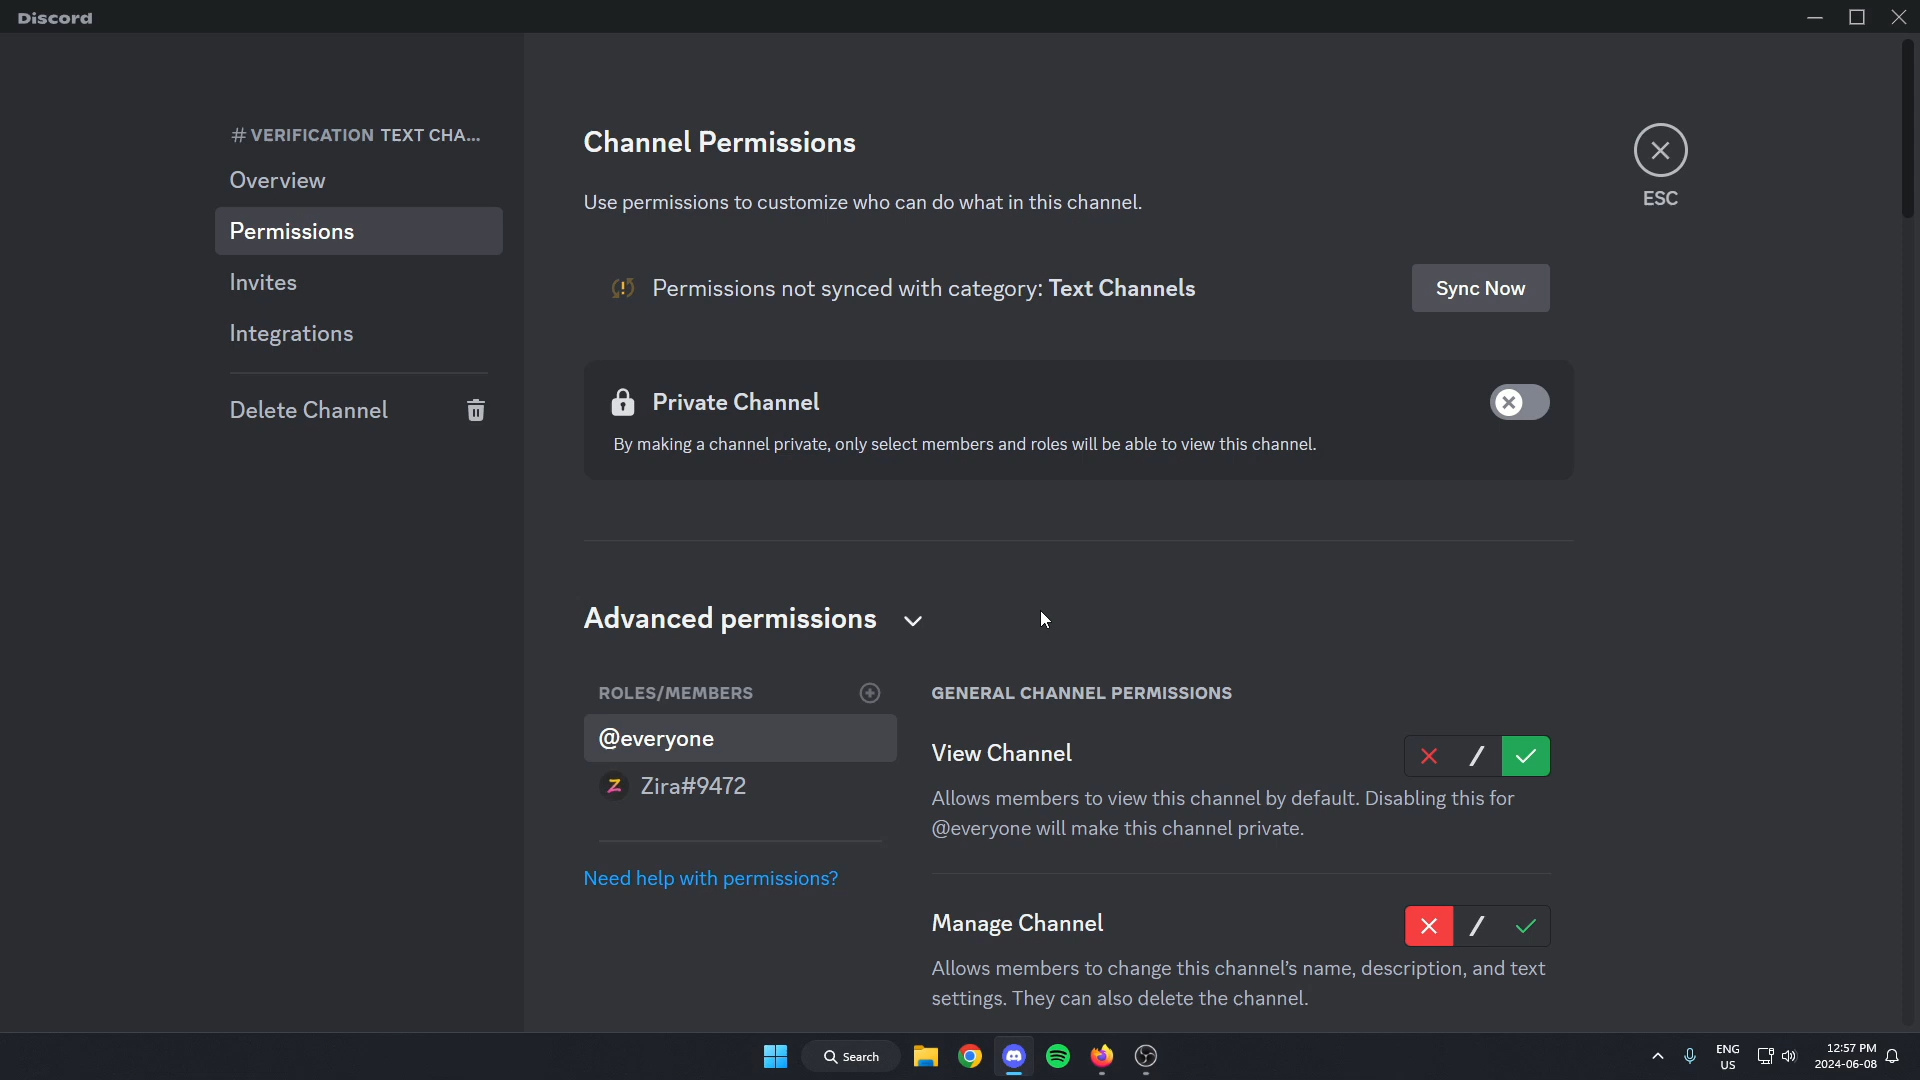 Discord
# VERIFICATION TEXT CHA...
Overview
Permissions
Invites
Integrations
Delete Channel
Channel Permissions
Use permissions to customize who can do what in this channel.
Permissions not synced with category: Text Channels
Sync Now
ESC
Private Channel
By making a channel private, only select members and roles will be able to view this channel.
Advanced permissions
ROLES/MEMBERS
@everyone
Zira#9472
Need help with permissions?
GENERAL CHANNEL PERMISSIONS
View Channel
Allows members to view this channel by default. Disabling this for
@everyone will make this channel private.
Manage Channel
Allows members to change this channel’s name, description, and text
settings. They can also delete the channel.
Search
ENG
US
12:57 PM
2024-06-08